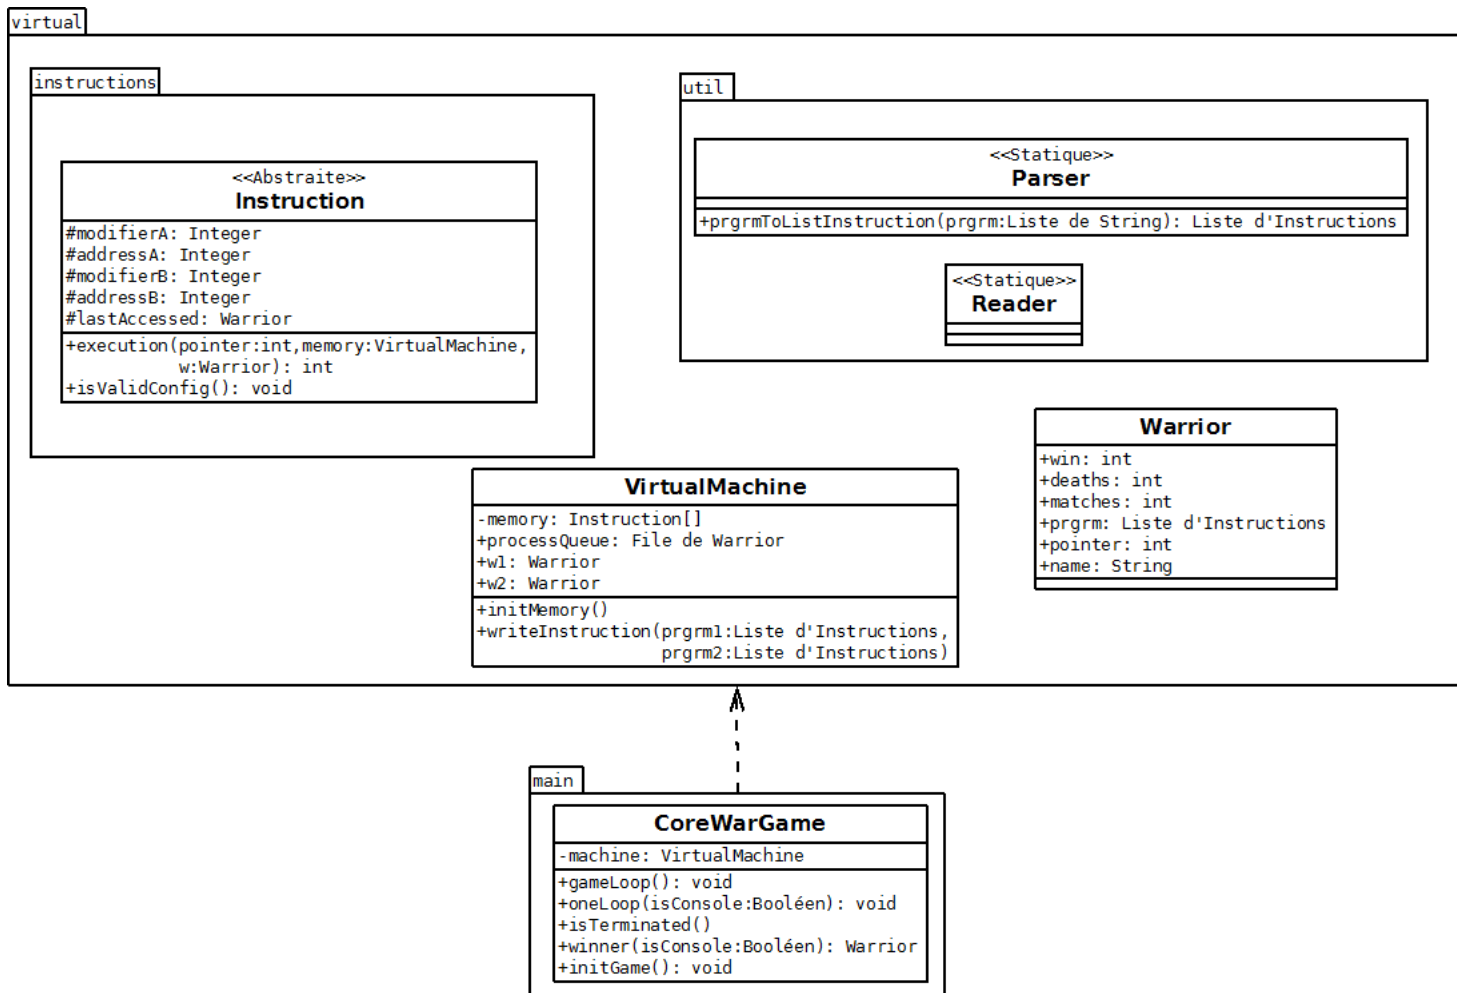 virtual
instructions
<<Abstraite>>
Instruction
#modifierA: Integer
#addressA: Integer
#modifierB: Integer
#addressB: Integer
#lastAccessed: Warrior
+execution(pointer:int,memory:VirtualMachine,
w:Warrior): int
+isValidConfig(): void
util
<<Statique>>
Parser
+prgrmToListInstruction(prgrm:Liste de String): Liste d'Instructions
<<Statique>>
Reader
Warrior
+win: int
+deaths: int
+matches: int
+prgrm: Liste d'Instructions
+pointer: int
+name: String
VirtualMachine
-memory: Instruction[]
+processQueue: File de Warrior
+w1: Warrior
+w2: Warrior
+initMemory()
+writeInstruction(prgrm1:Liste d'Instructions,
prgrm2:Liste d'Instructions)
main
CoreWarGame
-machine: VirtualMachine
+gameLoop(): void
+oneLoop(isConsole:Booléen): void
+isTerminated()
+winner(isConsole:Booléen): Warrior
+initGame(): void